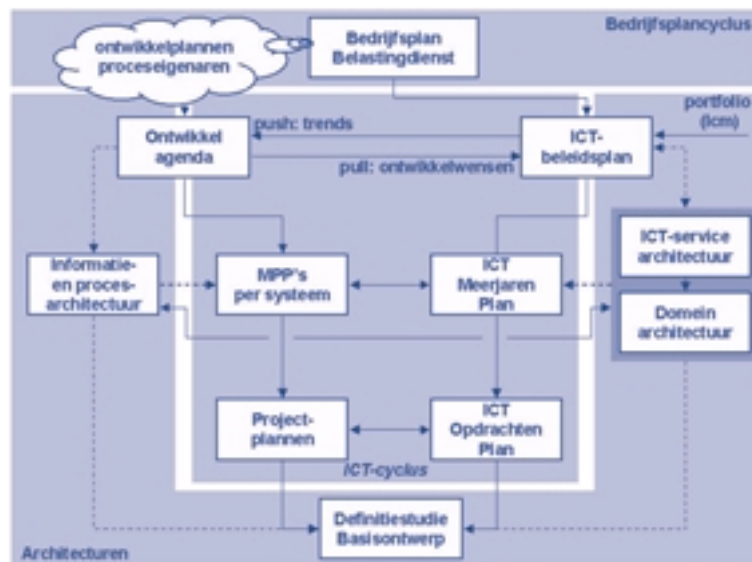 Bedrijfsplancyclus
ontwikkelplannen
proceseigenaren
Bedrijfsplan
Belastingdienst
portfolio
(lcm)
Ontwikkel
agenda
push: trends
pull: ontwikkelwensen
ICT-
beleidsplan
Informatie-
en proces-
architectuur
MPP's
per systeem
ICT
Meerjaren
Plan
ICT-service
architectuur
Domein
architectuur
Project-
plannen
ICT
Opdrachten
Plan
ICT-cyclus
Definitiestudie
Basisontwerp
Architecturen